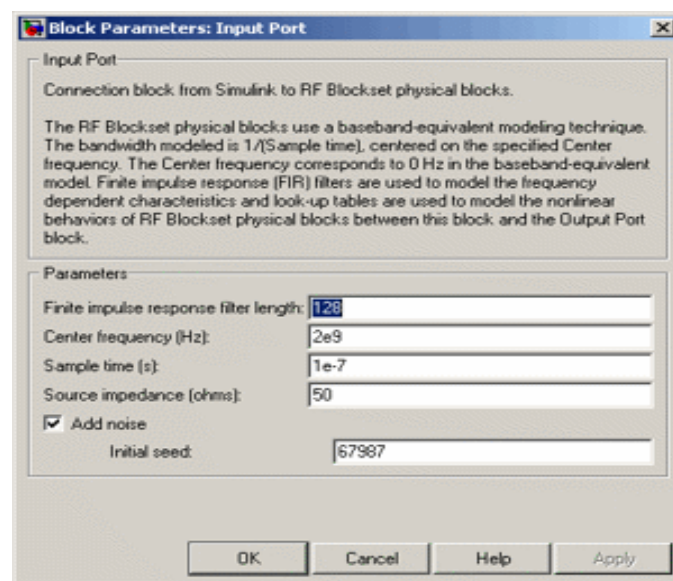 Block Parameters: Input Port
Input Port
Connection block from Simulink to RF Blockset physical blocks.
The RF Blockset physical blocks use a baseband-equivalent modeling technique.
The bandwidth modeled is 1/(Sample time), centered on the specified Center
frequency. The Center frequency corresponds to 0 Hz in the baseband-equivalent
model. Finite impulse response (FIR) filters are used to model the frequency
dependent characteristics and look-up tables are used to model the nonlinear
behaviors of RF Blockset physical blocks between this block and the Output Port
block.
Parameters
Finite impulse response filter length: 128
Center frequency (Hz): 2e9
Sample time (s): 1e-7
Source impedance (ohms): 50
Add noise
Initial seed: 67987
OK Cancel Help Apply